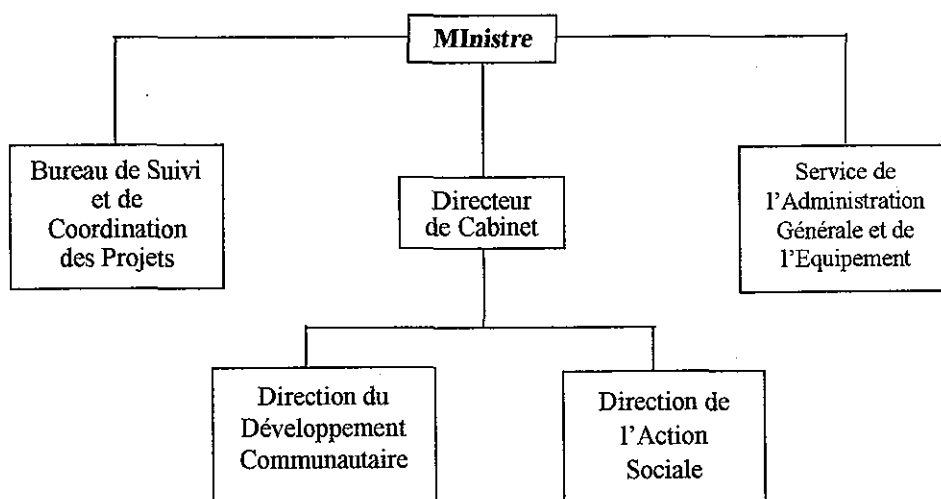 MInistre
Bureau de Suivi
et de
Coordination
des Projets
Directeur
de Cabinet
Service de
l'Administration
Générale et de
l'Equipement
Direction du
Développement
Communautaire
Direction de
l'Action
Sociale